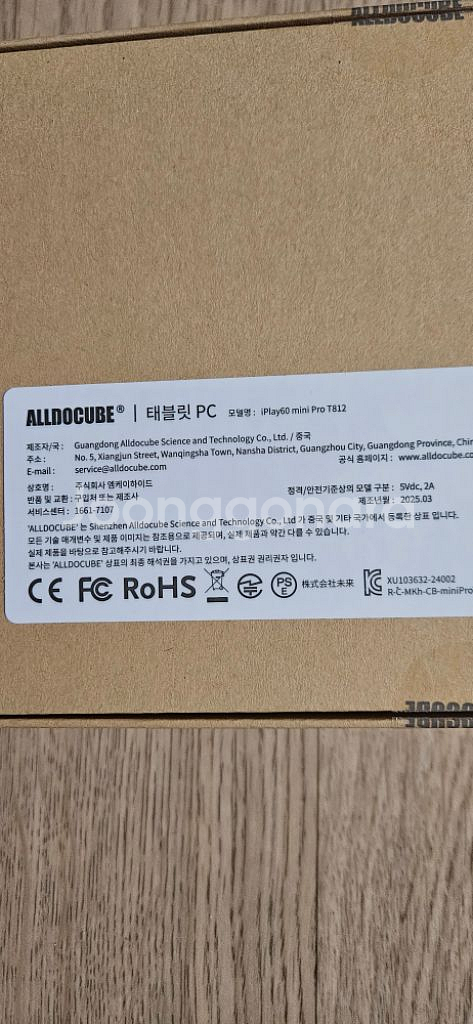 ALLDOCUBE
ALLDOCUBE® | 태블릿 PC 모델명 : iPlay60 mini Pro T812
제조자/국 : Guangdong Alldocube Science and Technology Co., Ltd. / 중국
주소 : No. 5, Xiangjun Street, Wanqingsha Town, Nansha District, Guangzhou City, Guangdong Province,
E-mail : service@alldocube.com 공식 홈페이지 : www.alldocube.co
상호명 : 주식회사 엠케이하이드 정격/안전기준상의 모델 구분 : 5Vdc, 2A
반품 및 교환 : 구입처 또는 제조사 제조년월 : 2025.03
서비스센터 : 1661-7107
'ALLDOCUBE' 는 Shenzhen Alldocube Science and Technology Co., Ltd 가 중국 및 기타 국가에서 등록한 상표 입니다.
모든 기술 매개변수 및 제품 이미지는 참조용으로 제공되며, 실제 제품과 약간 다를 수 있습니다.
실제 제품을 바탕으로 참고해주시기 바랍니다.
본사는 'ALLDOCUBE' 상표의 최종 해석권을 가지고 있으며, 상표권 권리권자 입니다.
CE FC RoHS PSE 株式会社未来 XU103632-24002
R-C-MKh-CB-miniPro
ALLDOCUBE